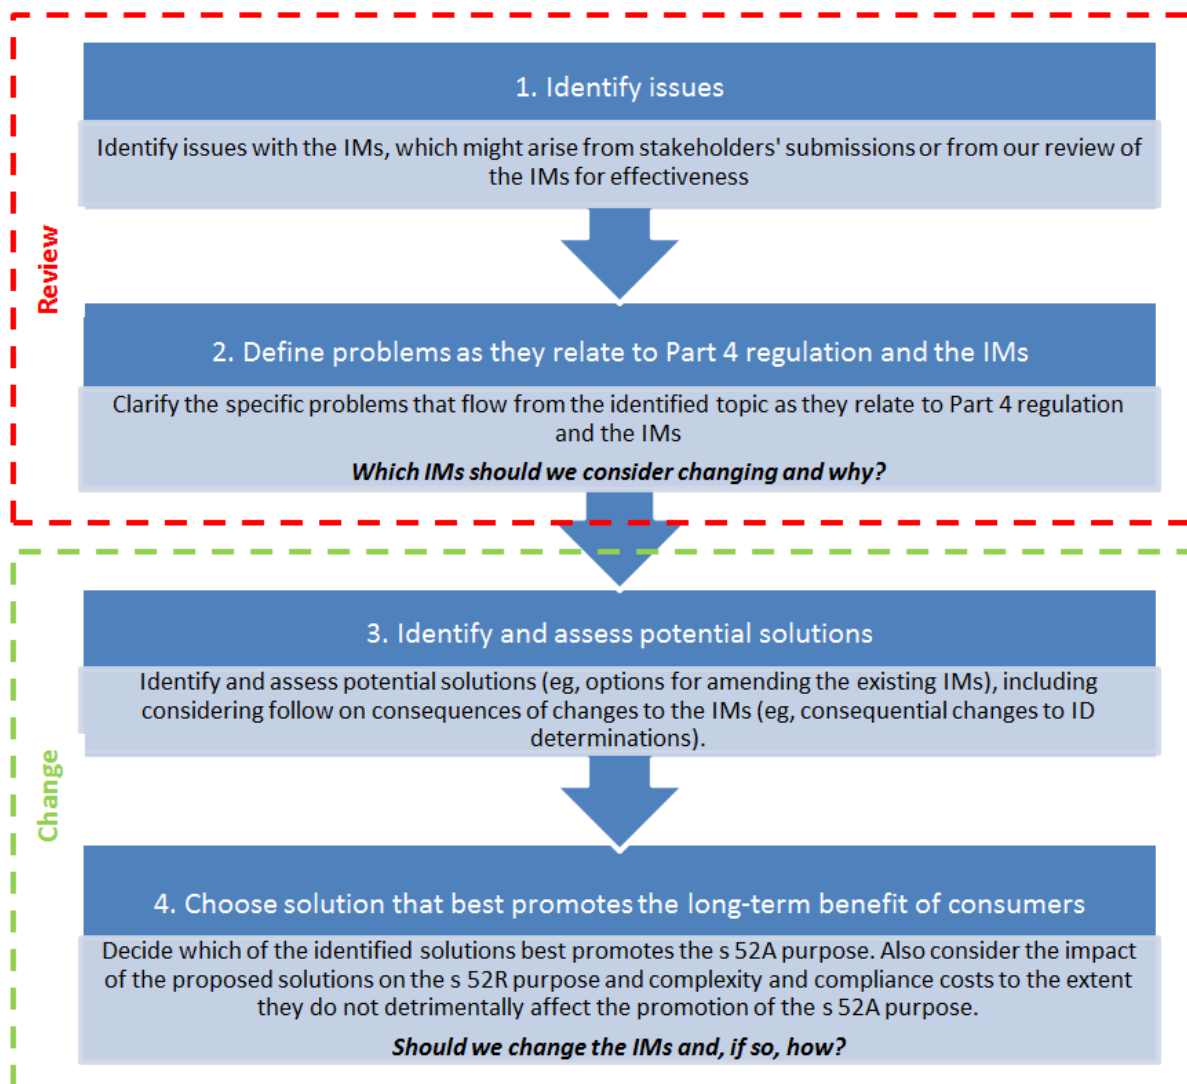 1. Identify issues
Identify issues with the IMs, which might arise from stakeholders' submissions or from our review of
the IMs for effectiveness
Review
2. Define problems as they relate to Part 4 regulation and the IMs
Clarify the specific problems that flow from the identified topic as they relate to Part 4 regulation
and the IMs
Which IMs should we consider changing and why?
3. Identify and assess potential solutions
Identify and assess potential solutions (eg, options for amending the existing IMs), including
considering follow on consequences of changes to the IMs (eg, consequential changes to ID
determinations).
Change
4. Choose solution that best promotes the long-term benefit of consumers
Decide which of the identified solutions best promotes the s 52A purpose. Also consider the impact
of the proposed solutions on the s 52R purpose and complexity and compliance costs to the extent
they do not detrimentally affect the promotion of the s 52A purpose.
Should we change the IMs and, if so, how?